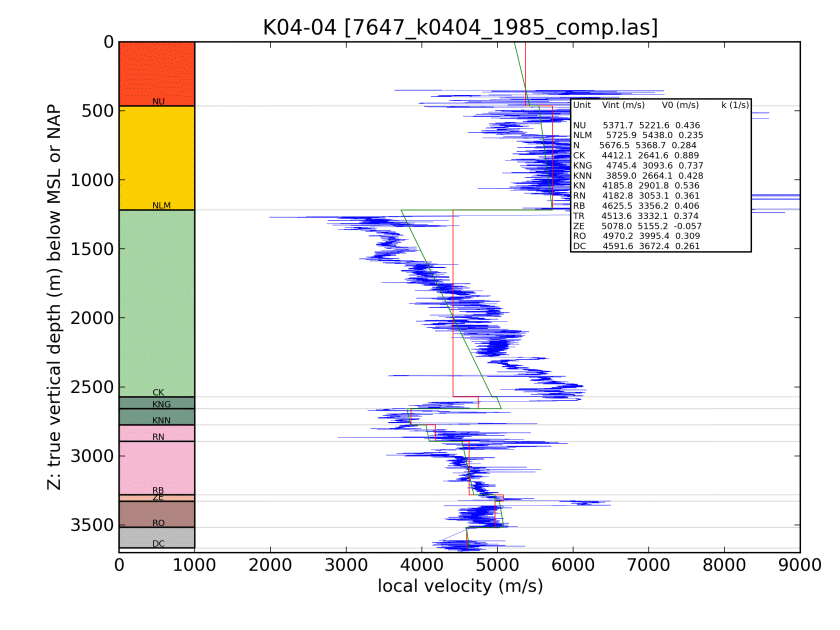 K04-04 [7647_k0404_1985_comp.las]
Z: true vertical depth (m) below MSL or NAP
0
500
1000
1500
2000
2500
3000
3500
NU
NLM
CK
KNG
KNN
RN
RB
ZE
RO
DC
Unit Vint (m/s) V0 (m/s) k (1/s)
NU 5371.7 5221.6 0.436
NLM 5725.9 5438.0 0.235
N 5676.5 5368.7 0.284
CK 4412.1 2641.6 0.889
KNG 4745.4 3093.6 0.737
KNN 3859.0 2664.1 0.428
KN 4185.8 2901.8 0.536
RN 4182.8 3053.1 0.361
RB 4625.5 3356.2 0.406
TR 4513.6 3332.1 0.374
ZE 5078.0 5155.2 -0.057
RO 4970.2 3995.4 0.309
DC 4591.6 3672.4 0.261
0 1000 2000 3000 4000 5000 6000 7000 8000 9000
local velocity (m/s)